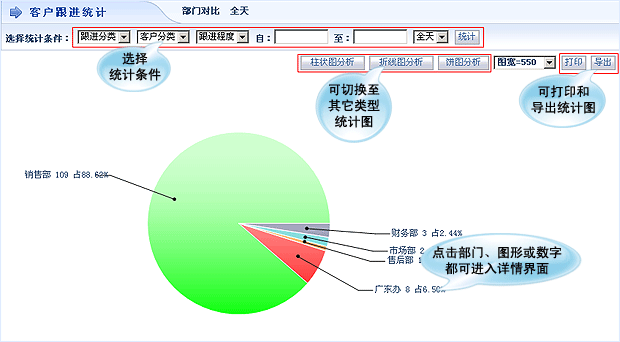 客户跟进统计 部门对比 全天
选择统计条件： 跟进分类 客户分类 跟进程度 自： 至： 全天 统计
选择
统计条件
柱状图分析 折线图分析 饼图分析 图宽=550 打印 导出
可切换至
其它类型
统计图
可打印和
导出统计图
销售部 109 占88.62%
财务部 3 占2.44%
市场部 2
售后部 1
广东办 8 占6.50%
点击部门、图形或数字
都可进入详情界面